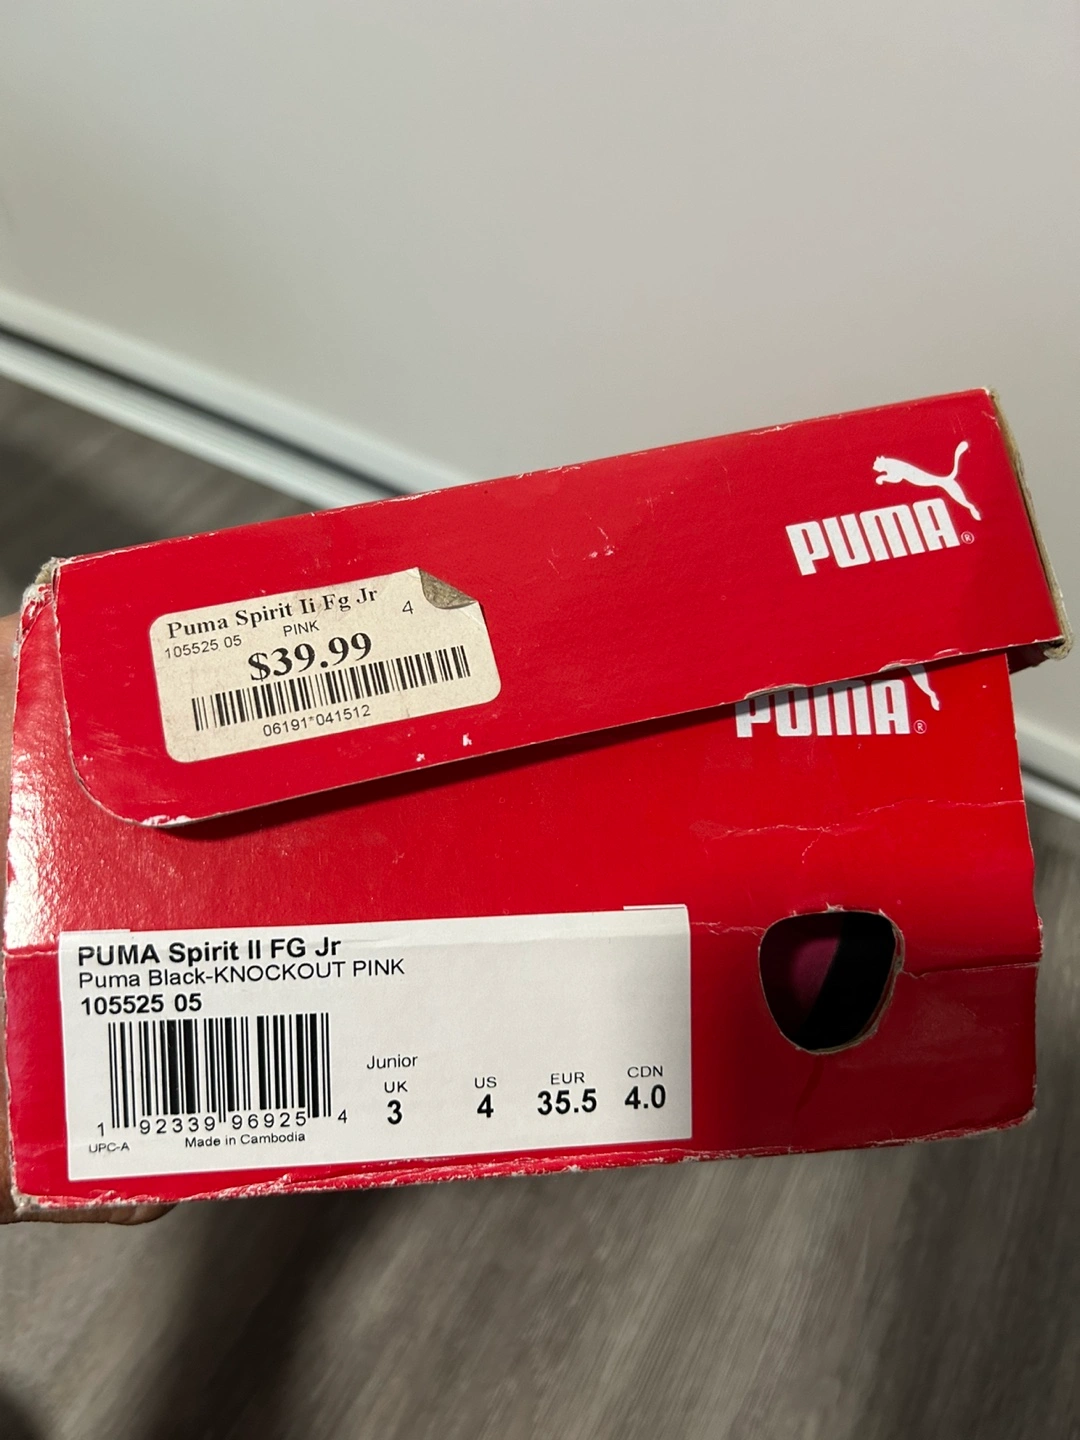 PUMA®
Puma Spirit Ii Fg Jr
105525 05 PINK 4
$39.99
06191*041512
PUMA®
PUMA Spirit II FG Jr
Puma Black-KNOCKOUT PINK
105525 05
1 92339 96925 4
UPC-A Made in Cambodia
Junior
UK US EUR CDN
3 4 35.5 4.0